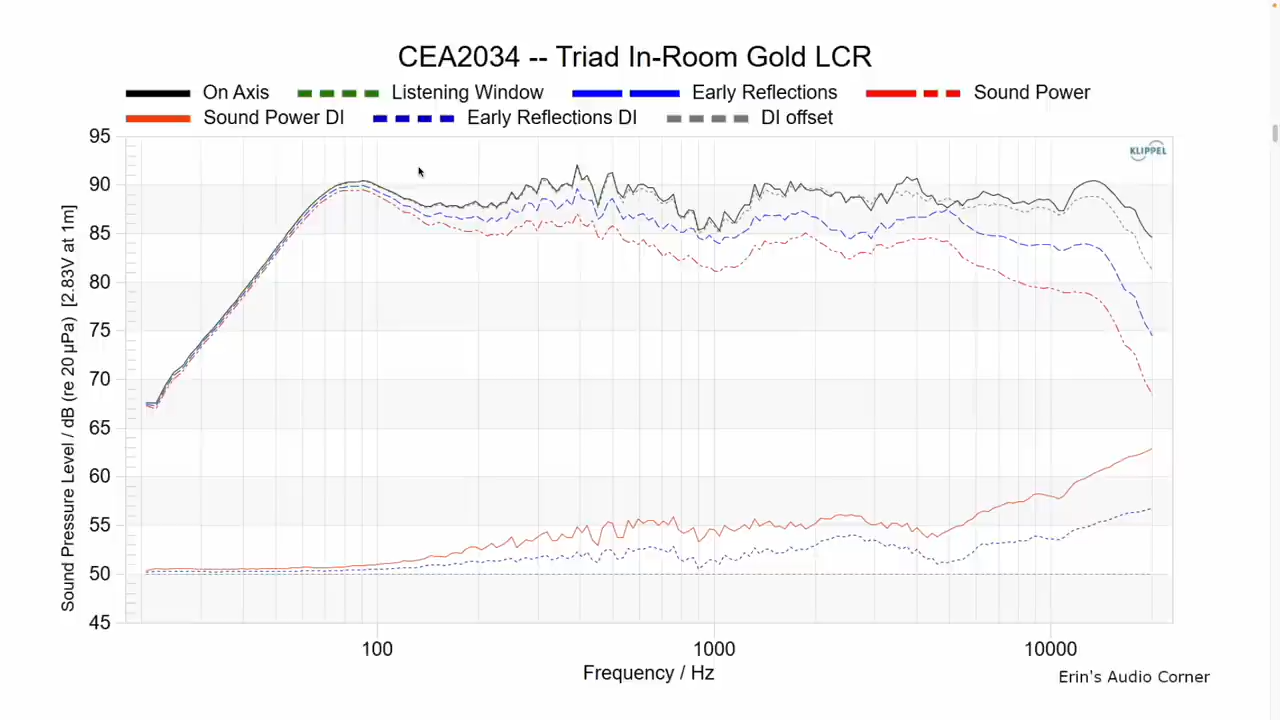 CEA2034 -- Triad In-Room Gold LCR
On Axis Listening Window Early Reflections Sound Power
Sound Power DI Early Reflections DI DI offset
KLIPPEL
Sound Pressure Level / dB (re 20 µPa) [2.83V at 1m]
95
90
85
80
75
70
65
60
55
50
45
100 1000 10000
Frequency / Hz
Erin's Audio Corner